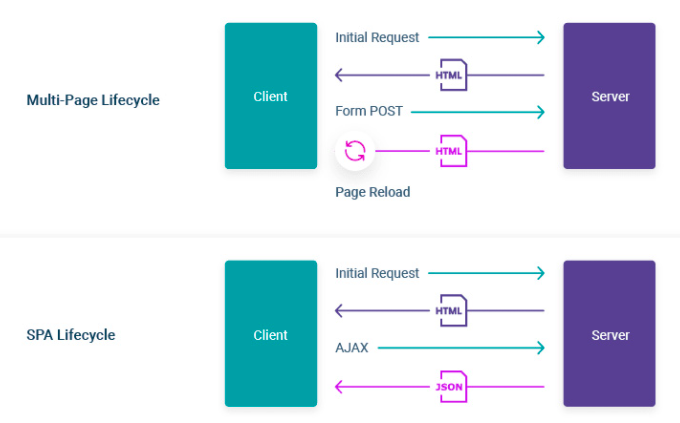 Initial Request
HTML
Multi-Page Lifecycle
Client
Server
Form POST
HTML
Page Reload
Initial Request
HTML
SPA Lifecycle
Client
Server
AJAX
JSON